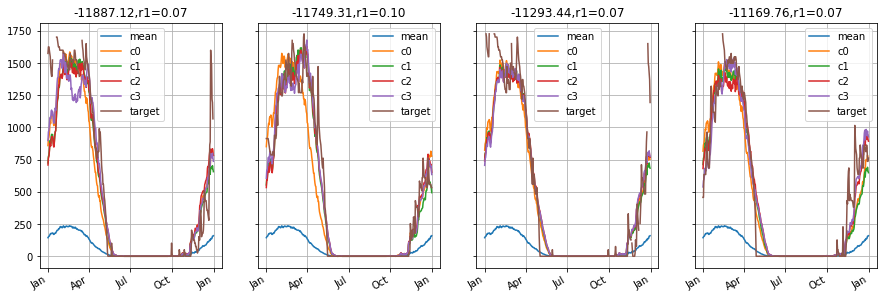 -11887.12,r1=0.07
-11749.31,r1=0.10
-11293.44,r1=0.07
-11169.76,r1=0.07
1750
1500
1250
1000
750
500
250
0
mean
c0
c1
c2
c3
target
mean
c0
c1
c2
c3
target
mean
c0
c1
c2
c3
target
mean
c0
c1
c2
c3
target
Jan Apr Jul Oct Jan
Jan Apr Jul Oct Jan
Jan Apr Jul Oct Jan
Jan Apr Jul Oct Jan